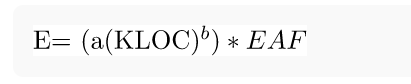 E= (a(KLOC)^b) * EAF